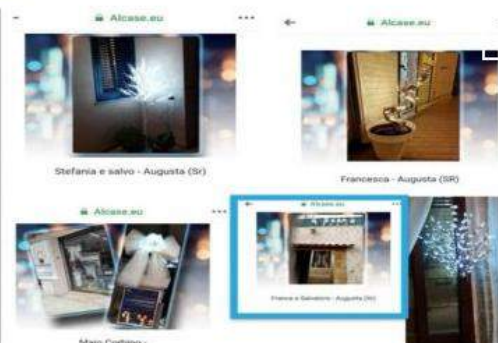 Alcase.eu
Stefania e salvo - Augusta (Sr)
Alcase.eu
Francesca - Augusta (SR)
Alcase.eu
Alcase.eu
Franca e Salvatore - Augusta (Sr)